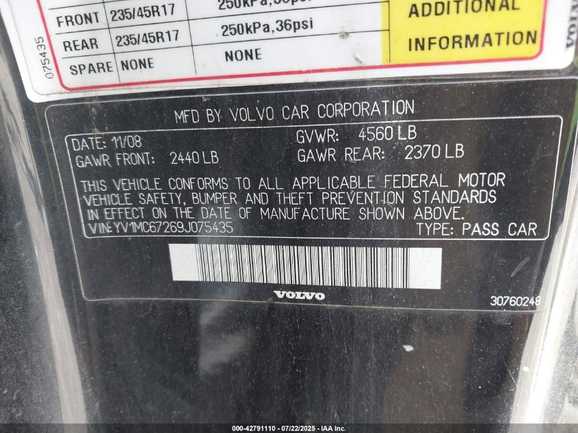 FRONT 235/45R17 250kPa,36psi
REAR 235/45R17 250kPa,36psi
SPARE NONE NONE
ADDITIONAL
INFORMATION
075435
MFD BY VOLVO CAR CORPORATION
DATE: 11/08 GVWR: 4560 LB
GAWR FRONT: 2440 LB GAWR REAR: 2370 LB
THIS VEHICLE CONFORMS TO ALL APPLICABLE FEDERAL MOTOR
VEHICLE SAFETY, BUMPER AND THEFT PREVENTION STANDARDS
IN EFFECT ON THE DATE OF MANUFACTURE SHOWN ABOVE
VIN:YV1MC67269J075435 TYPE: PASS CAR
VOLVO
30760248
000-42791110 - 07/22/2025 - IAA, Inc.